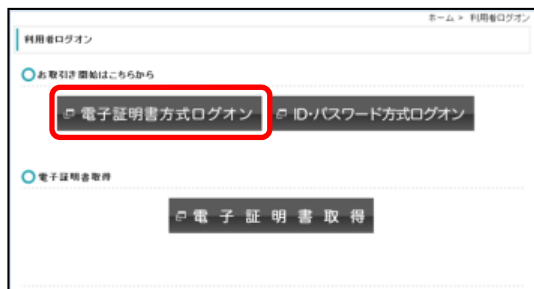 ホーム > 利用者ログオン
利用者ログオン
お取引き開始はこちらから
電子証明書方式ログオン ID・パスワード方式ログオン
電子証明書取得
電子証明書取得